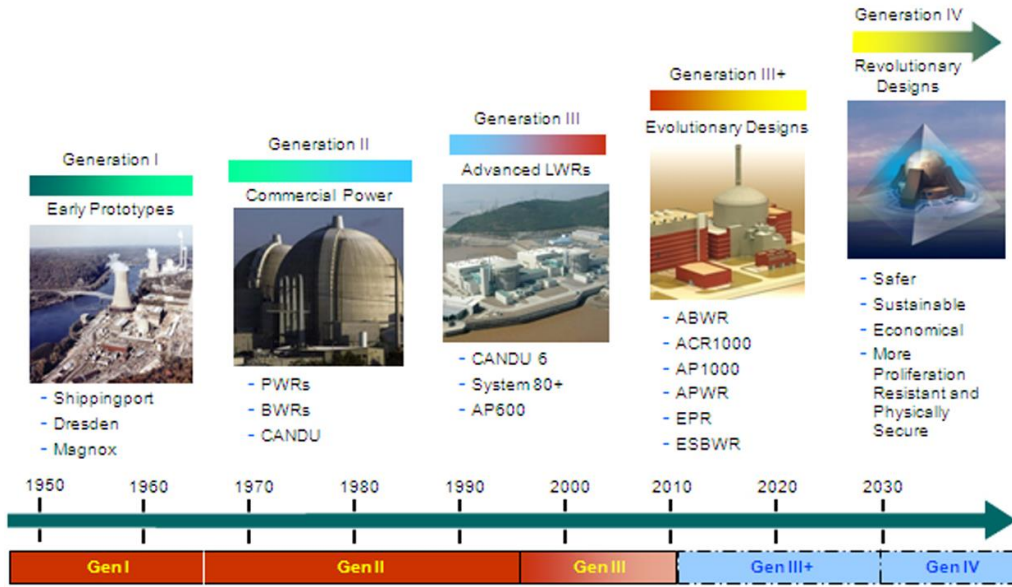 Generation I
Early Prototypes
- Shippingport
- Dresden
- Magnox
Generation II
Commercial Power
- PWRs
- BWRs
- CANDU
Generation III
Advanced LWRs
- CANDU 6
- System 80+
- AP600
Generation III+
Evolutionary Designs
- ABWR
- ACR1000
- AP1000
- APWR
- EPR
- ESBWR
Generation IV
Revolutionary
Designs
- Safer
- Sustainable
- Economical
- More
Proliferation
Resistant and
Physically
Secure
1950 1960 1970 1980 1990 2000 2010 2020 2030
Gen I Gen II Gen III Gen III+ Gen IV